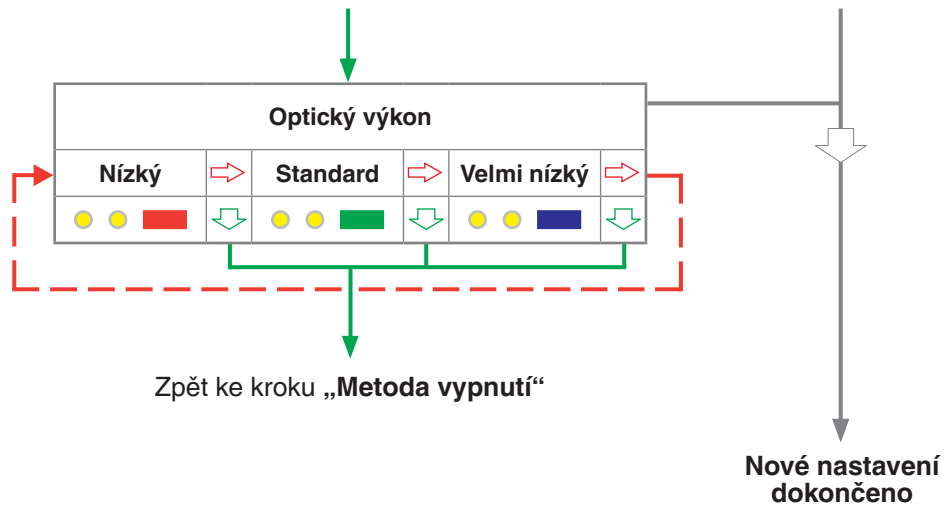 Optický výkon
Nízký
Standard
Velmi nízký
Zpět ke kroku „Metoda vypnutí“
Nové nastavení
dokončeno